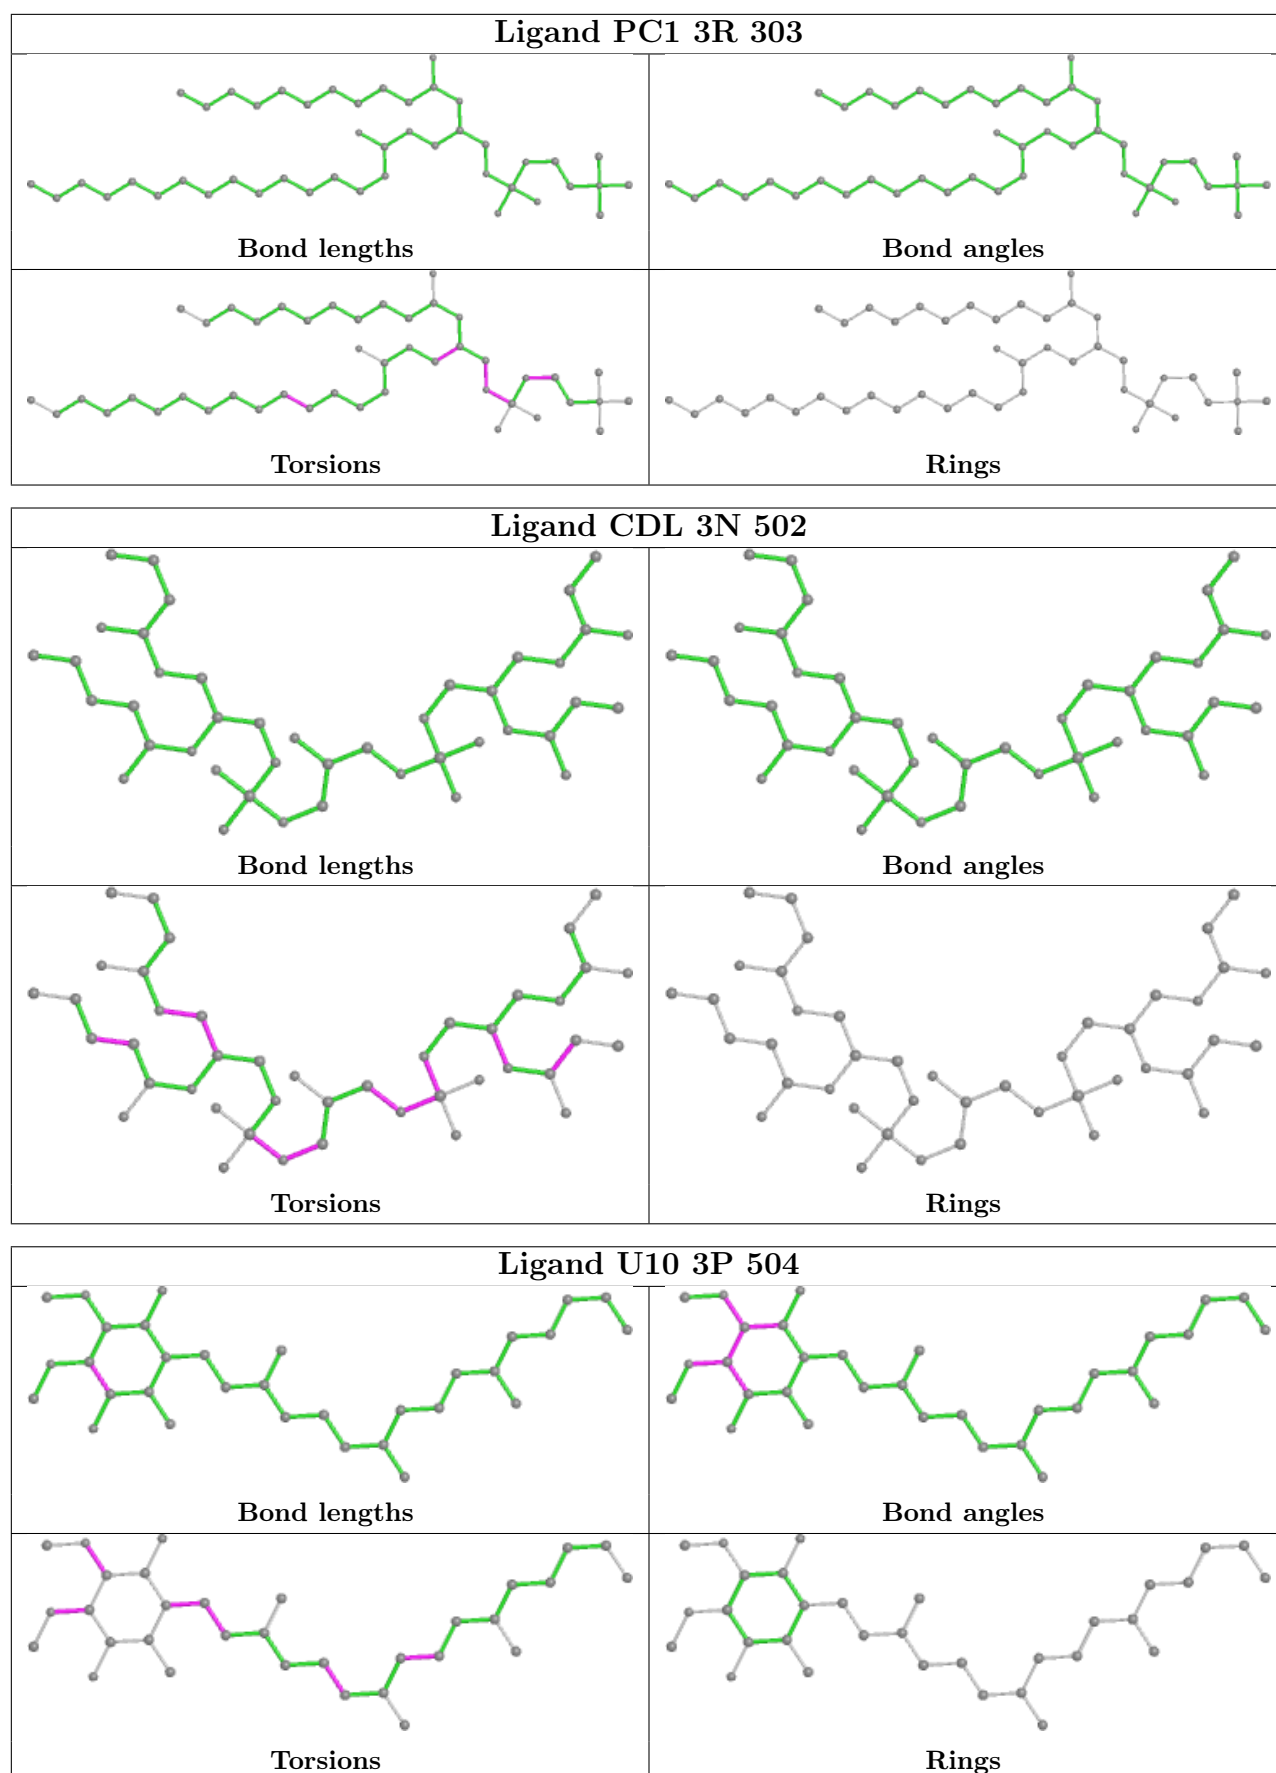 Ligand PC1 3R 303
Bond lengths
Bond angles
Torsions
Rings
Ligand CDL 3N 502
Bond lengths
Bond angles
Torsions
Rings
Ligand U10 3P 504
Bond lengths
Bond angles
Torsions
Rings